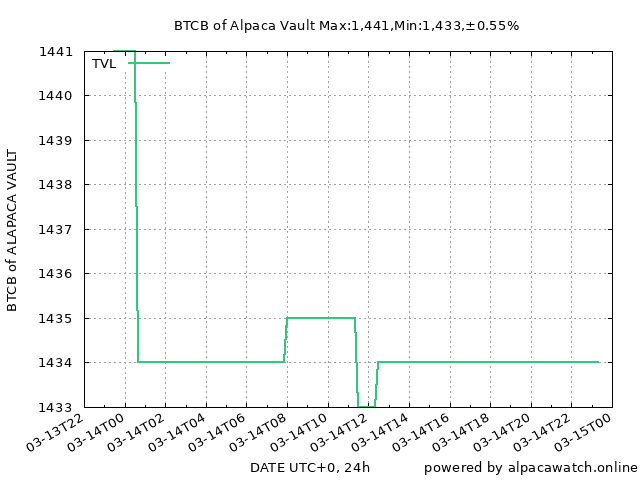 BTCB of Alpaca Vault Max:1,441,Min:1,433,±0.55%
TVL
1441
1440
1439
1438
1437
1436
1435
1434
1433
BTCB of ALAPACA VAULT
03-13T22
03-14T00
03-14T02
03-14T04
03-14T06
03-14T08
03-14T10
03-14T12
03-14T14
03-14T16
03-14T18
03-14T20
03-14T22
03-15T00
DATE UTC+0, 24h
powered by alpacawatch.online